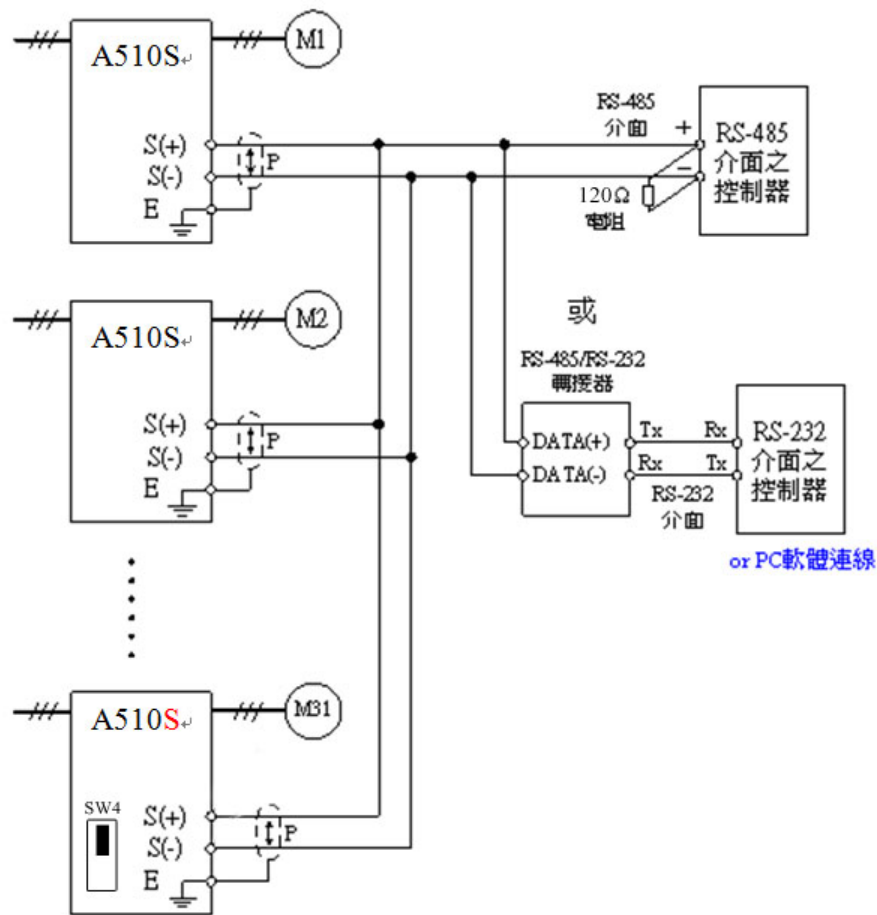 A510S↵
M1
S(+)
S(-)
E
P
RS-485
介面
+
−
120Ω
電阻
RS-485
介面之
控制器
A510S↵
M2
S(+)
S(-)
E
P
或
RS-485/RS-232
轉接器
DATA(+)
DATA(-)
Tx
Rx
Rx
Tx
RS-232
介面
RS-232
介面之
控制器
or PC軟體連線
A510S↵
M31
SW4
S(+)
S(-)
E
P